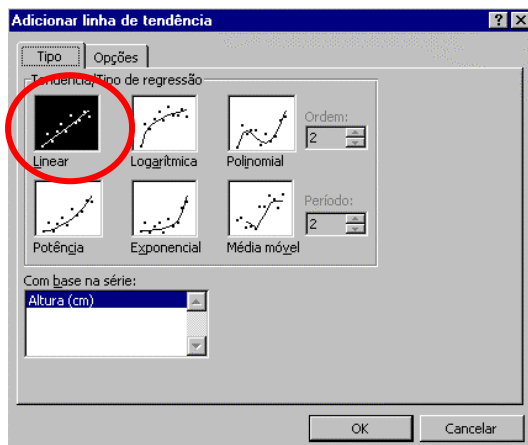 Adicionar linha de tendência
Tipo
Opções
Tendência/Tipo de regressão
Linear
Logarítmica
Polinomial
Ordem:
2
Potência
Exponencial
Média móvel
Período:
2
Com base na série:
Altura (cm)
OK
Cancelar